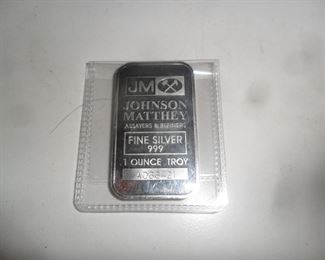 JM
JOHNSON
MATTHEY
ASSAYERS & REFINERS
FINE SILVER
999
1 OUNCE TROY